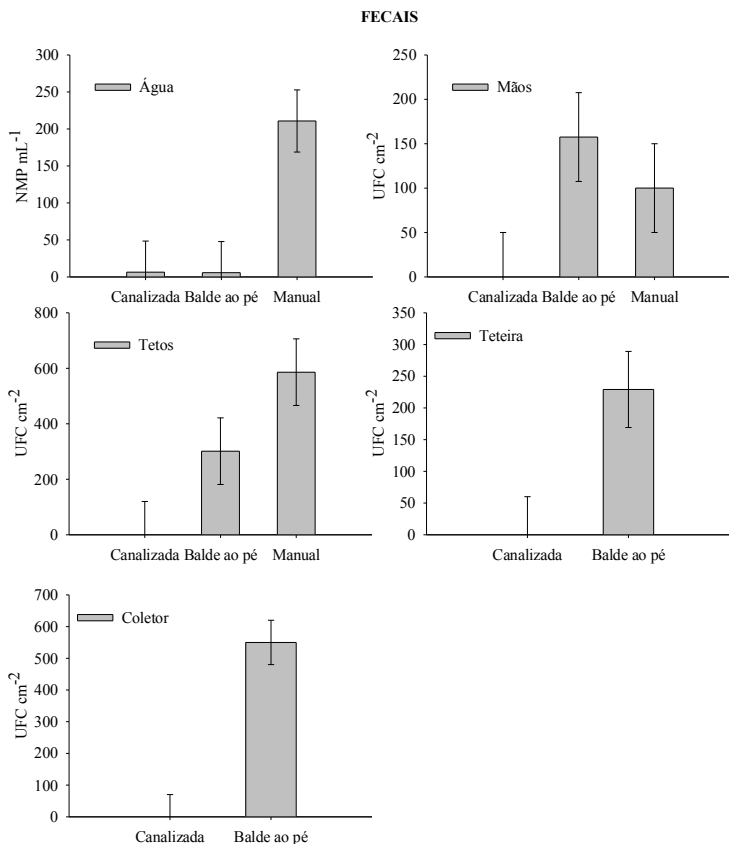 FECAIS
300
250
200
150
100
50
0
NMP mL-1
Água
Canalizada Balde ao pé Manual
250
200
150
100
50
0
UFC cm-2
Mãos
Canalizada Balde ao pé Manual
800
600
400
200
0
UFC cm-2
Tetos
Canalizada Balde ao pé Manual
350
300
250
200
150
100
50
0
UFC cm-2
Teteira
Canalizada Balde ao pé
700
600
500
400
300
200
100
0
UFC cm-2
Coletor
Canalizada Balde ao pé